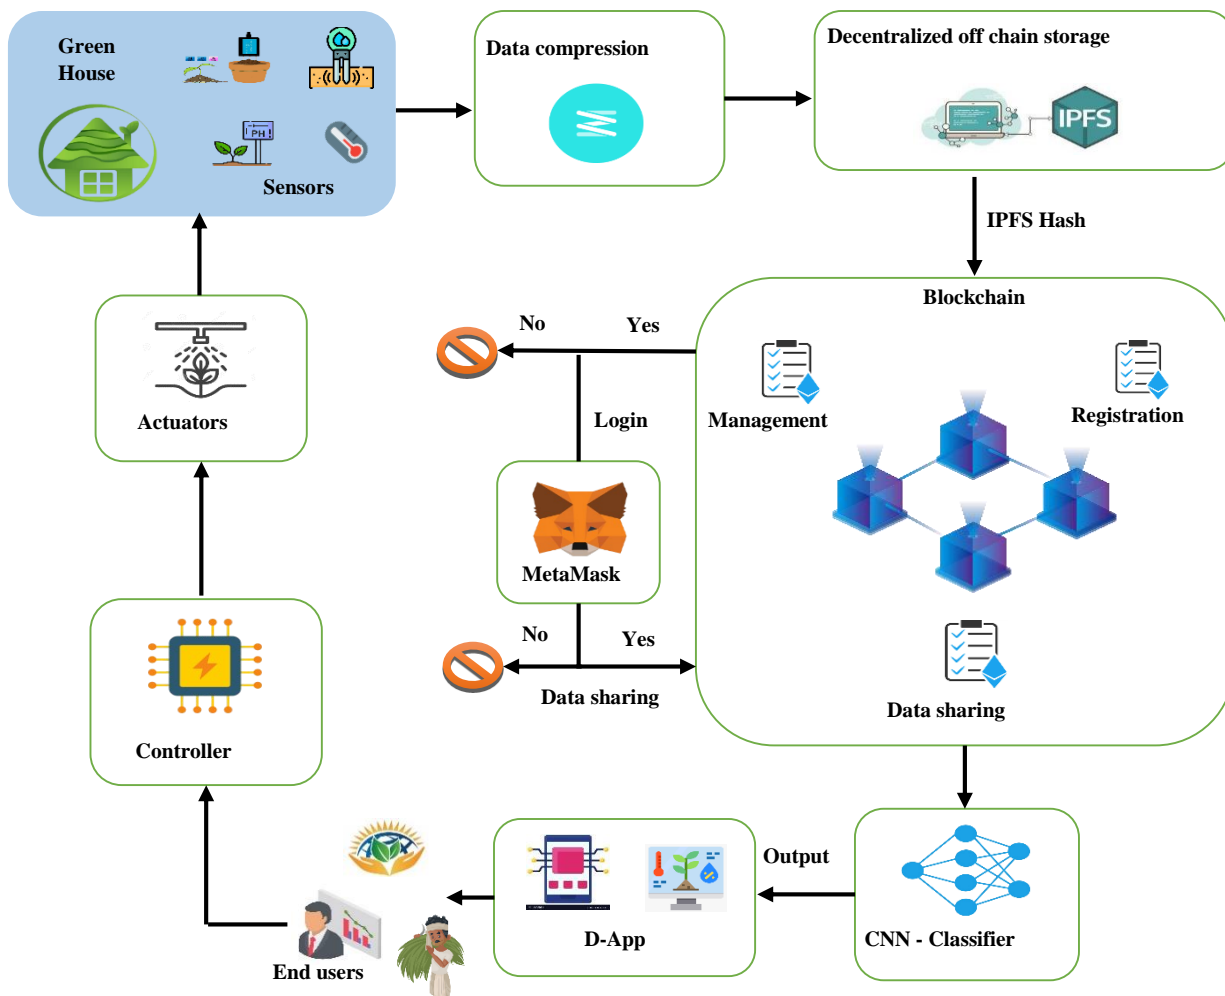 Green
House
PH
Sensors
Data compression
Decentralized off chain storage
IPFS
IPFS Hash
Blockchain
No
Yes
Management
Registration
Login
MetaMask
No
Yes
Data sharing
Data sharing
Actuators
Controller
Output
D-App
CNN - Classifier
End users